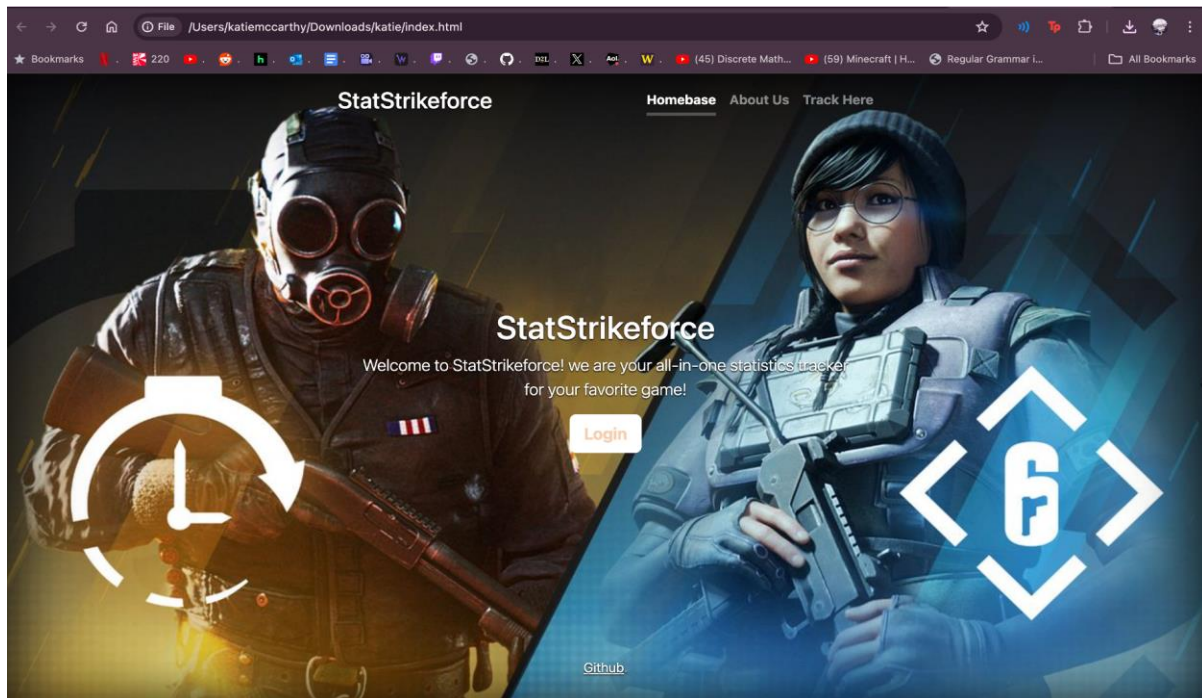 File /Users/katiemccarthy/Downloads/katie/index.html
Bookmarks 220 (45) Discrete Math... (59) Minecraft | H... Regular Grammar i... All Bookmarks
StatStrikeforce Homebase About Us Track Here
StatStrikeforce
Welcome to StatStrikeforce! we are your all-in-one statistics tracker
for your favorite game!
Login
6
Github.